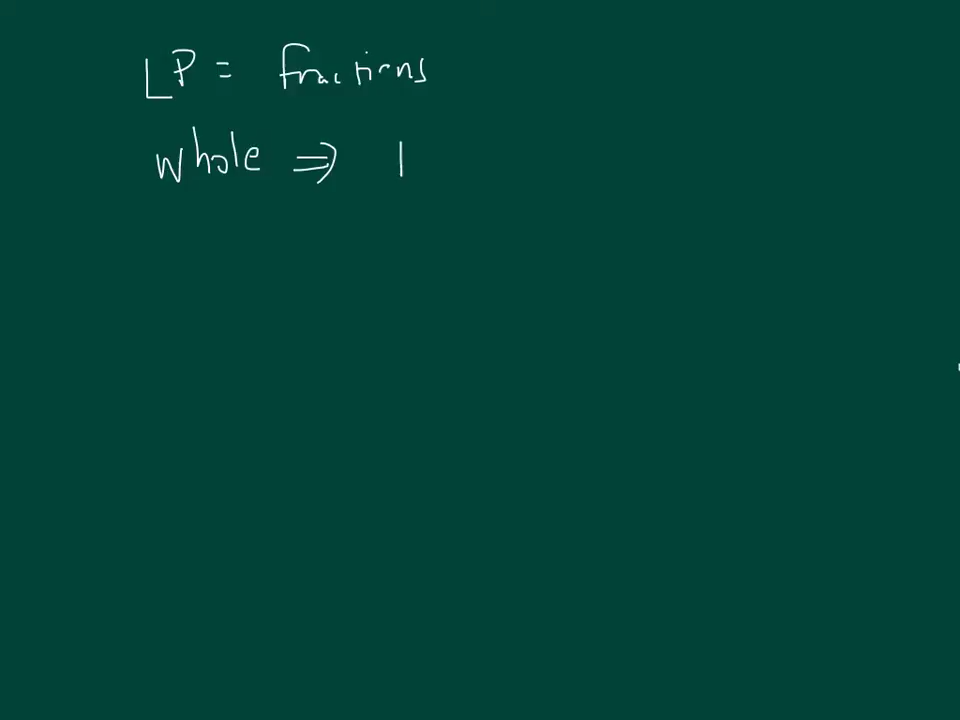 LP = fractions
whole ⇒ 1